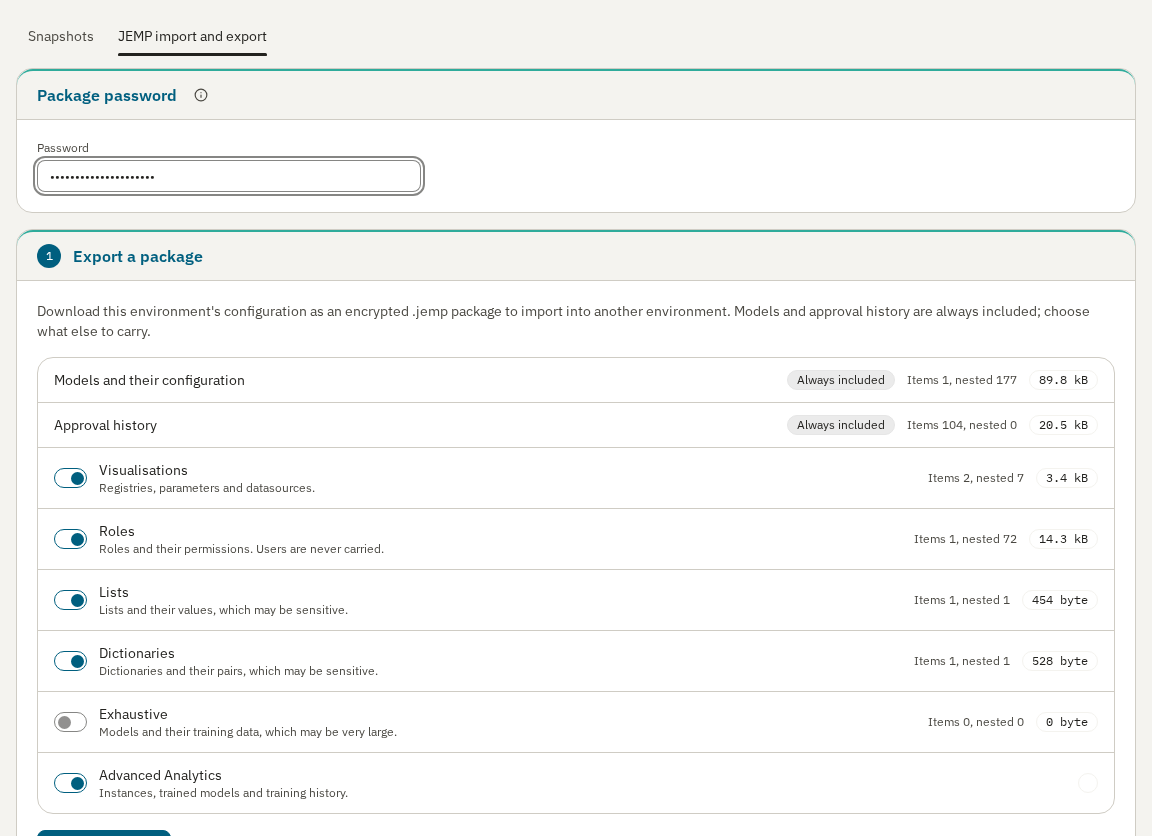 Snapshots
JEMP import and export
Package password
Password
•••••••••••••••••••••
1
Export a package
Download this environment's configuration as an encrypted .jemp package to import into another environment. Models and approval history are always included; choose
what else to carry.
Models and their configuration
Always included
Items 1, nested 177
89.8 kB
Approval history
Always included
Items 104, nested 0
20.5 kB
Visualisations
Registries, parameters and datasources.
Items 2, nested 7
3.4 kB
Roles
Roles and their permissions. Users are never carried.
Items 1, nested 72
14.3 kB
Lists
Lists and their values, which may be sensitive.
Items 1, nested 1
454 byte
Dictionaries
Dictionaries and their pairs, which may be sensitive.
Items 1, nested 1
528 byte
Exhaustive
Models and their training data, which may be very large.
Items 0, nested 0
0 byte
Advanced Analytics
Instances, trained models and training history.